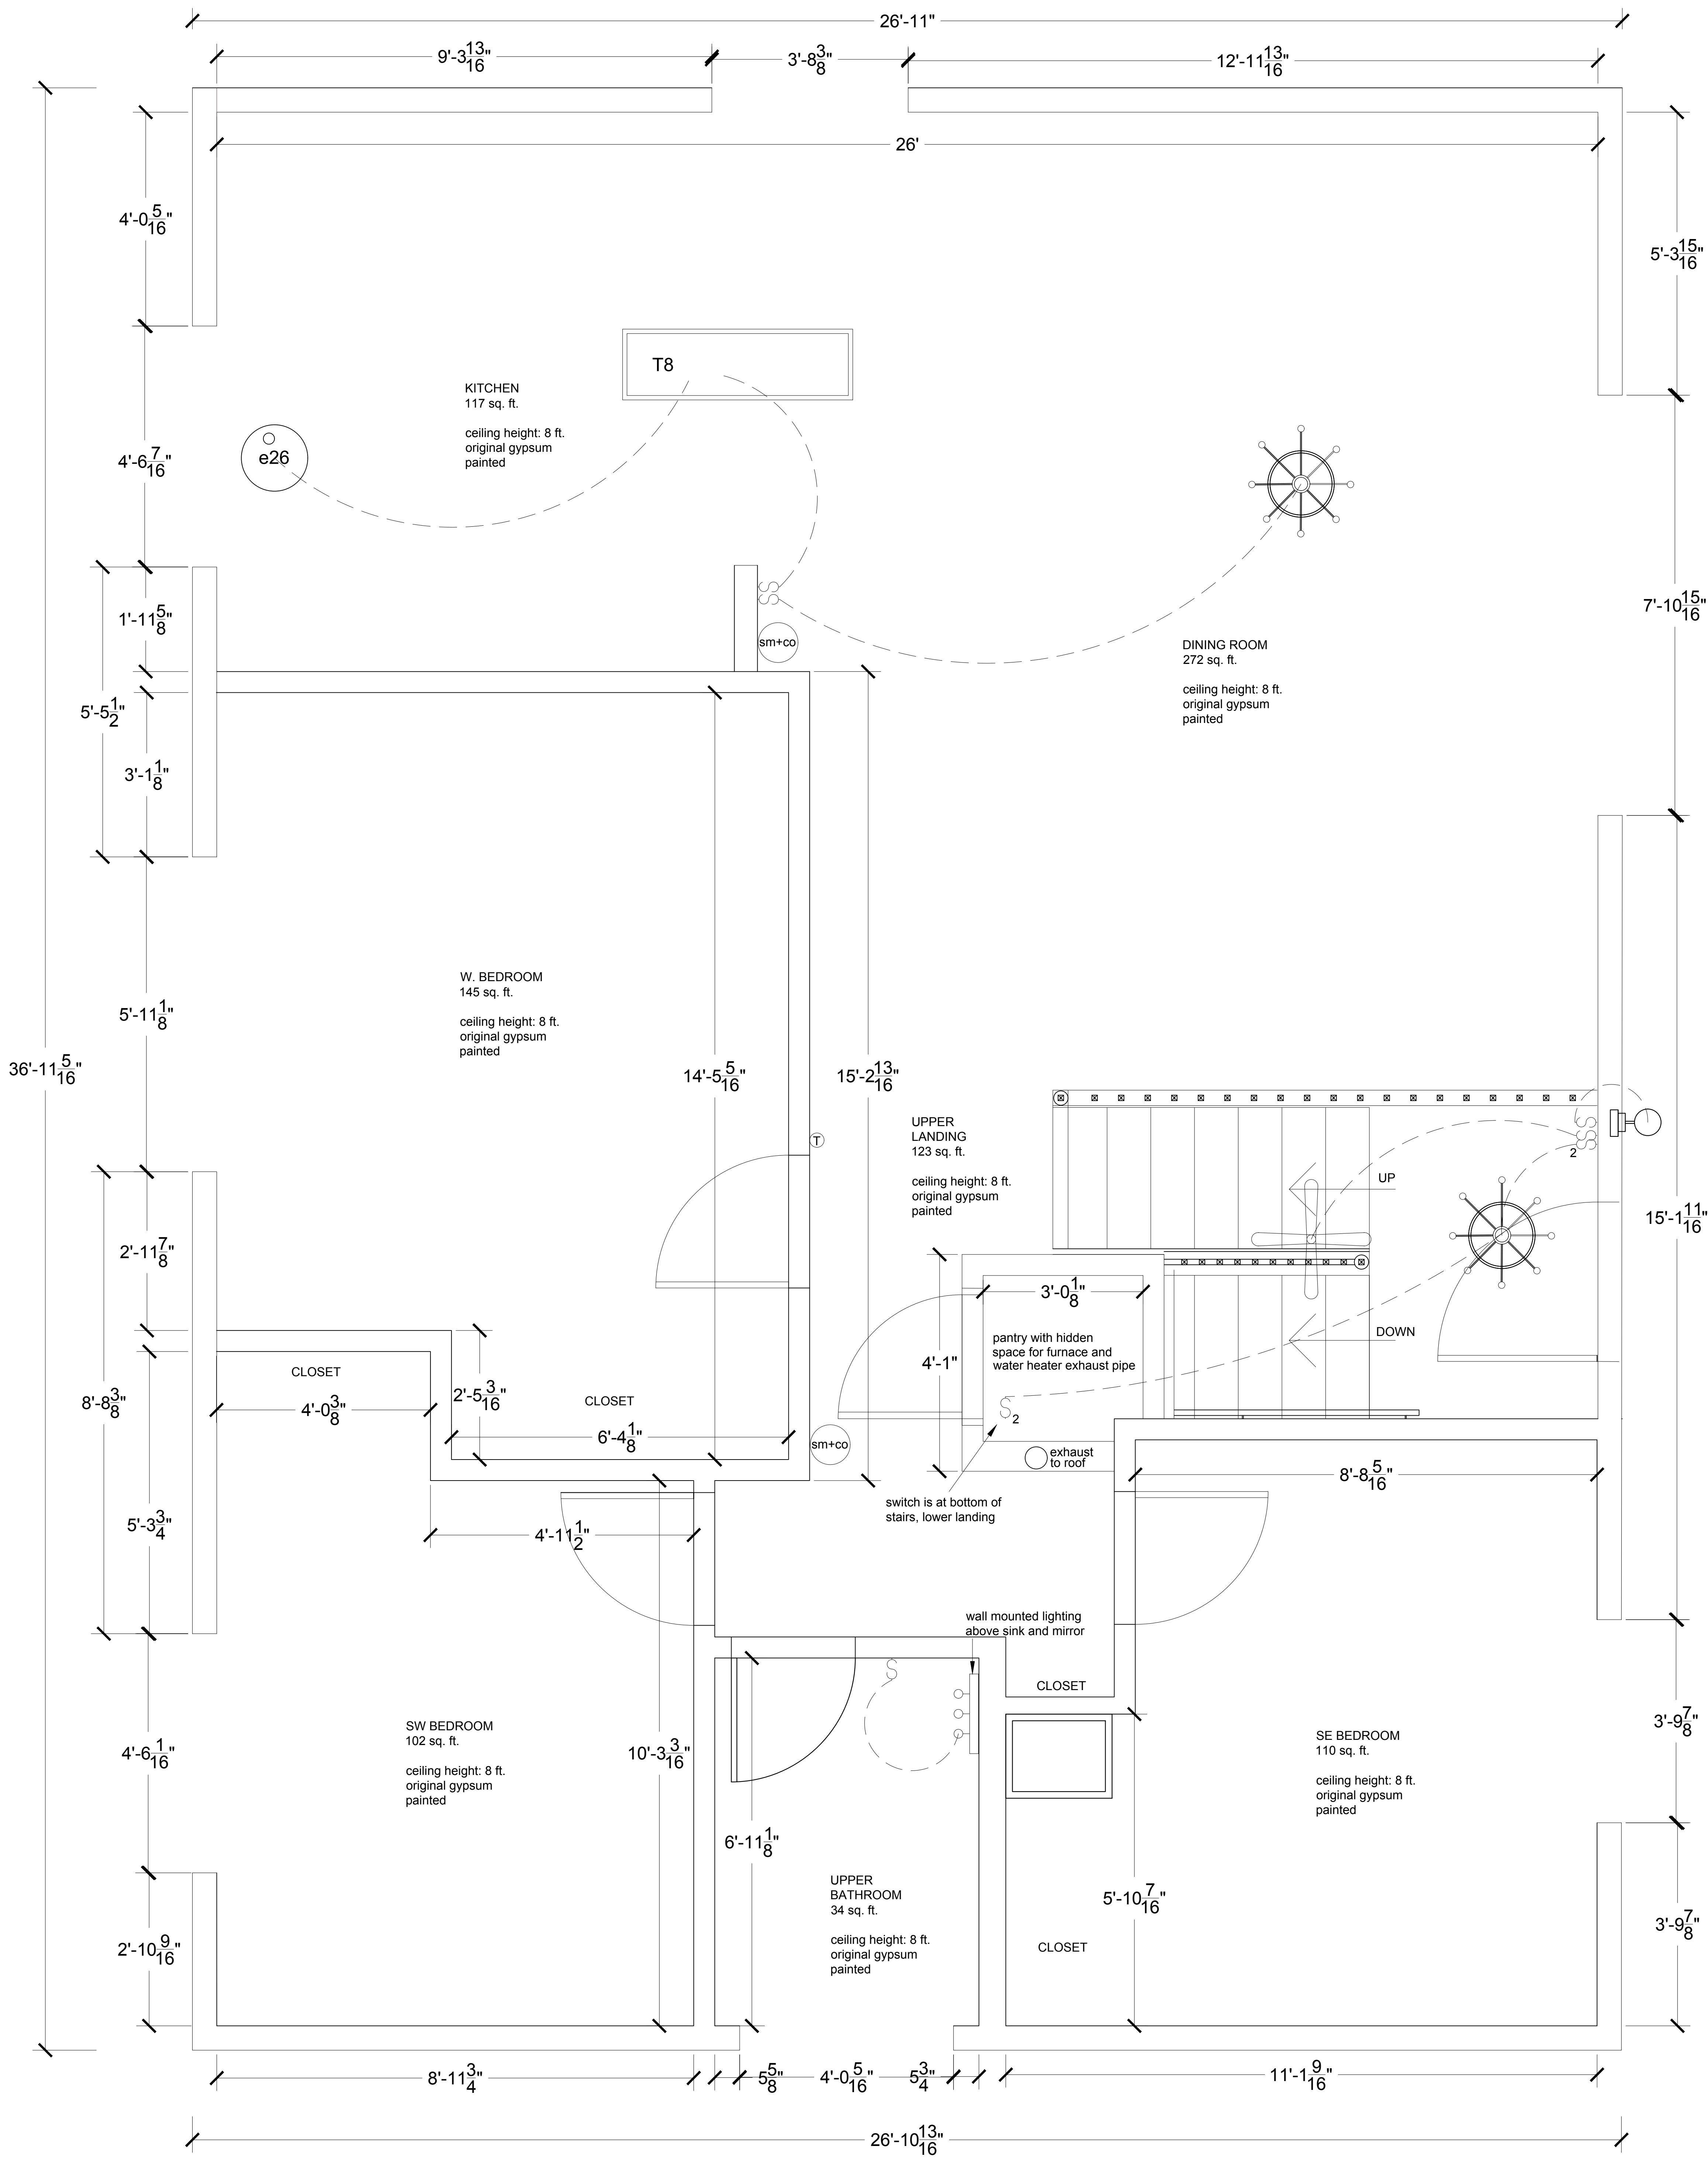 26'-11"
9'-3 13/16"
3'-8 3/8"
12'-11 13/16"
26'
4'-0 5/16"
5'-3 15/16"
T8
KITCHEN
117 sq. ft.
ceiling height: 8 ft.
original gypsum
painted
e26
4'-6 7/16"
S
S
1'-11 5/8"
sm+co
7'-10 15/16"
DINING ROOM
272 sq. ft.
ceiling height: 8 ft.
original gypsum
painted
5'-5 1/2"
3'-1 1/8"
W. BEDROOM
145 sq. ft.
ceiling height: 8 ft.
original gypsum
painted
5'-11 1/8"
36'-11 5/16"
14'-5 5/16"
15'-2 13/16"
T
UPPER
LANDING
123 sq. ft.
ceiling height: 8 ft.
original gypsum
painted
S
S
S
2
UP
15'-1 11/16"
2'-11 7/8"
3'-0 1/8"
DOWN
pantry with hidden
space for furnace and
water heater exhaust pipe
4'-1"
CLOSET
8'-8 3/8"
4'-0 3/8"
2'-5 3/16"
CLOSET
6'-4 1/8"
S
2
sm+co
exhaust
to roof
8'-8 5/16"
switch is at bottom of
stairs, lower landing
5'-3 3/4"
4'-11 1/2"
wall mounted lighting
above sink and mirror
S
CLOSET
SW BEDROOM
102 sq. ft.
ceiling height: 8 ft.
original gypsum
painted
4'-6 1/16"
10'-3 3/16"
3'-9 7/8"
SE BEDROOM
110 sq. ft.
ceiling height: 8 ft.
original gypsum
painted
6'-11 1/8"
UPPER
BATHROOM
34 sq. ft.
ceiling height: 8 ft.
original gypsum
painted
5'-10 7/16"
CLOSET
2'-10 9/16"
3'-9 7/8"
8'-11 3/4"
5 5/8"
4'-0 5/16"
5 3/4"
11'-1 9/16"
26'-10 13/16"